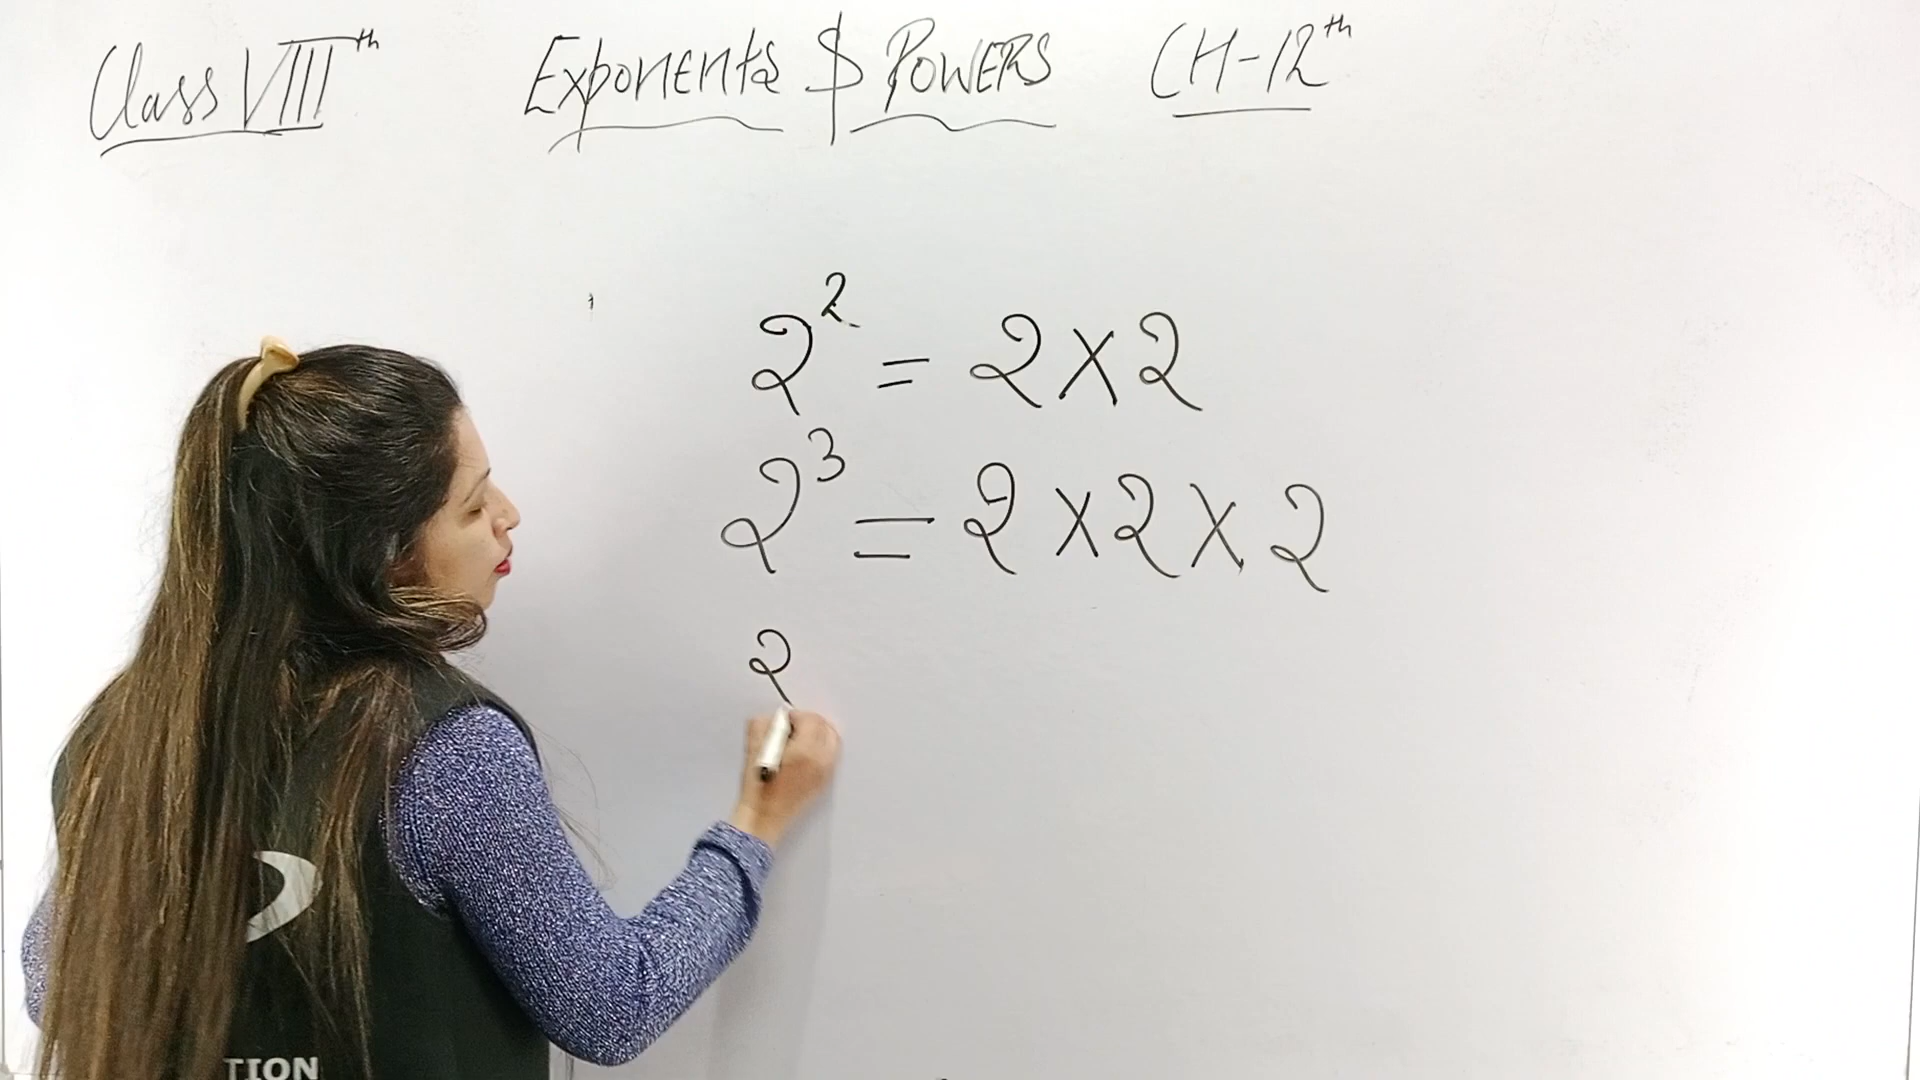 Class VIIIth Exponents $ POWERS CH-12th
2² = 2 × 2
2³ = 2 × 2 × 2
2
TION